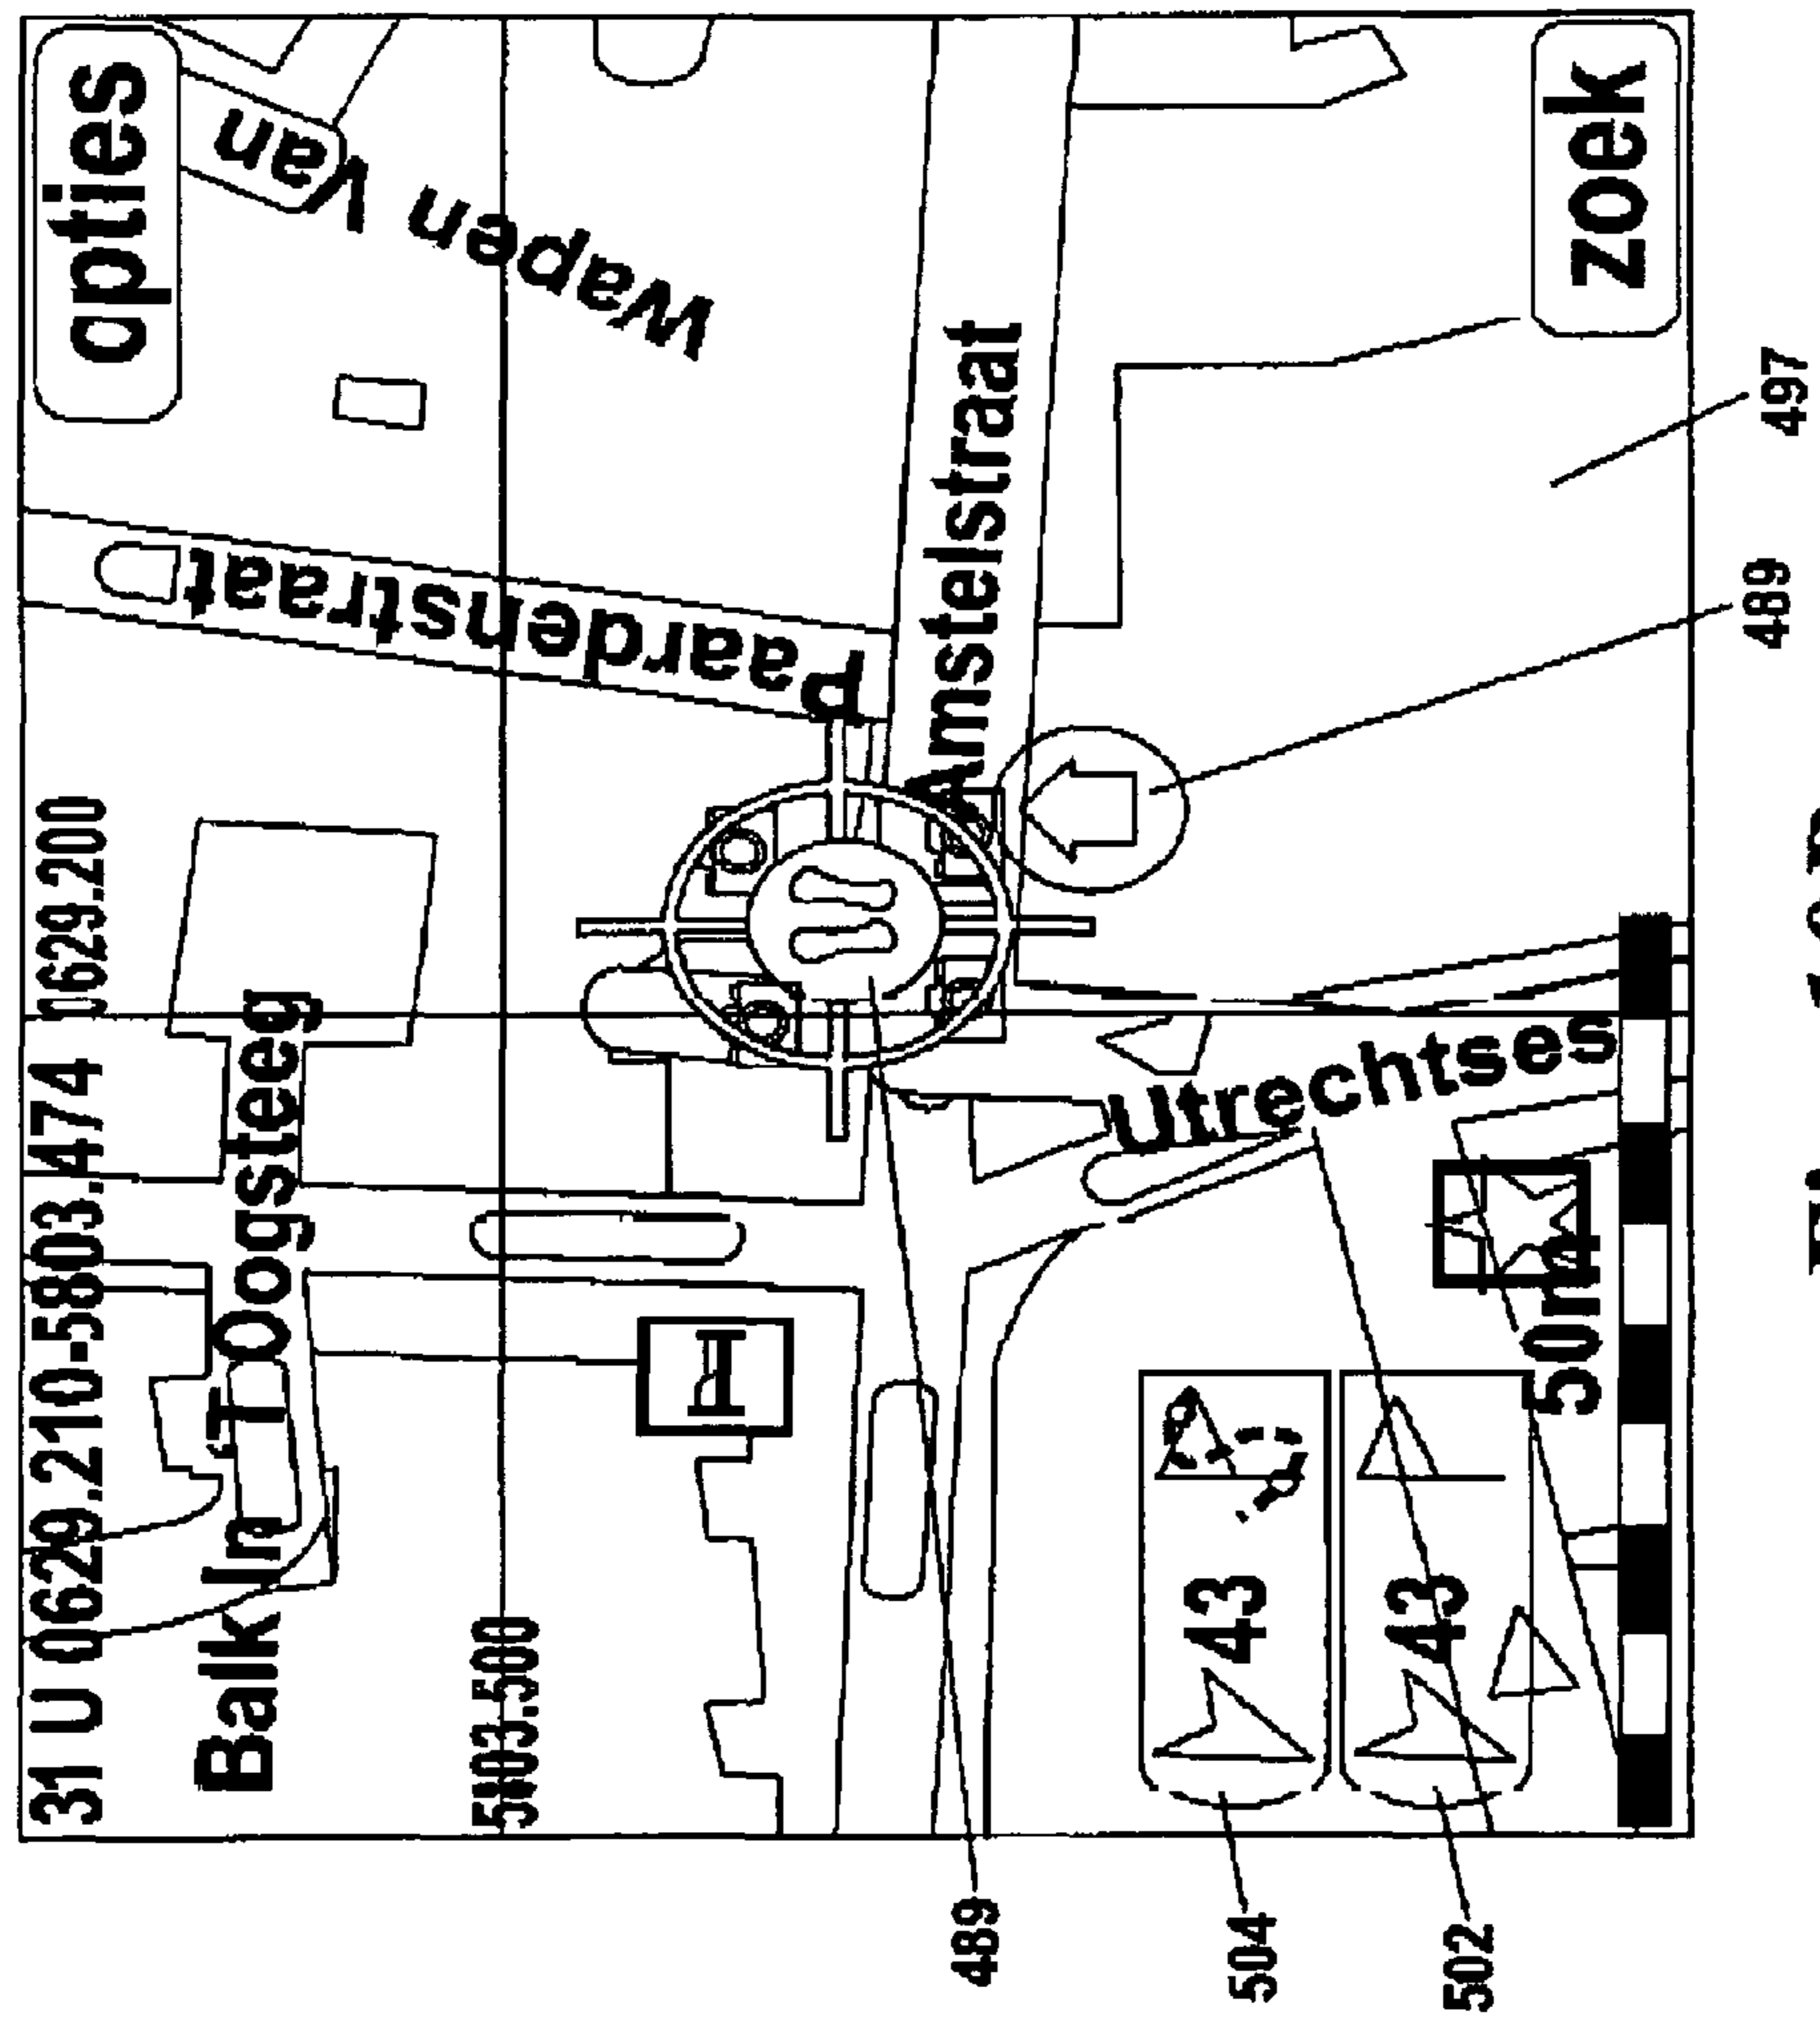 31 U 0629.210-5803.474
0629.200
opties
Balk In 'T Oogsteeg
Wapen Van
5803.500
Paardenstraat
Amstelstraat
489
Utrechtses
504
43
502
43
50m
zoek
489
497